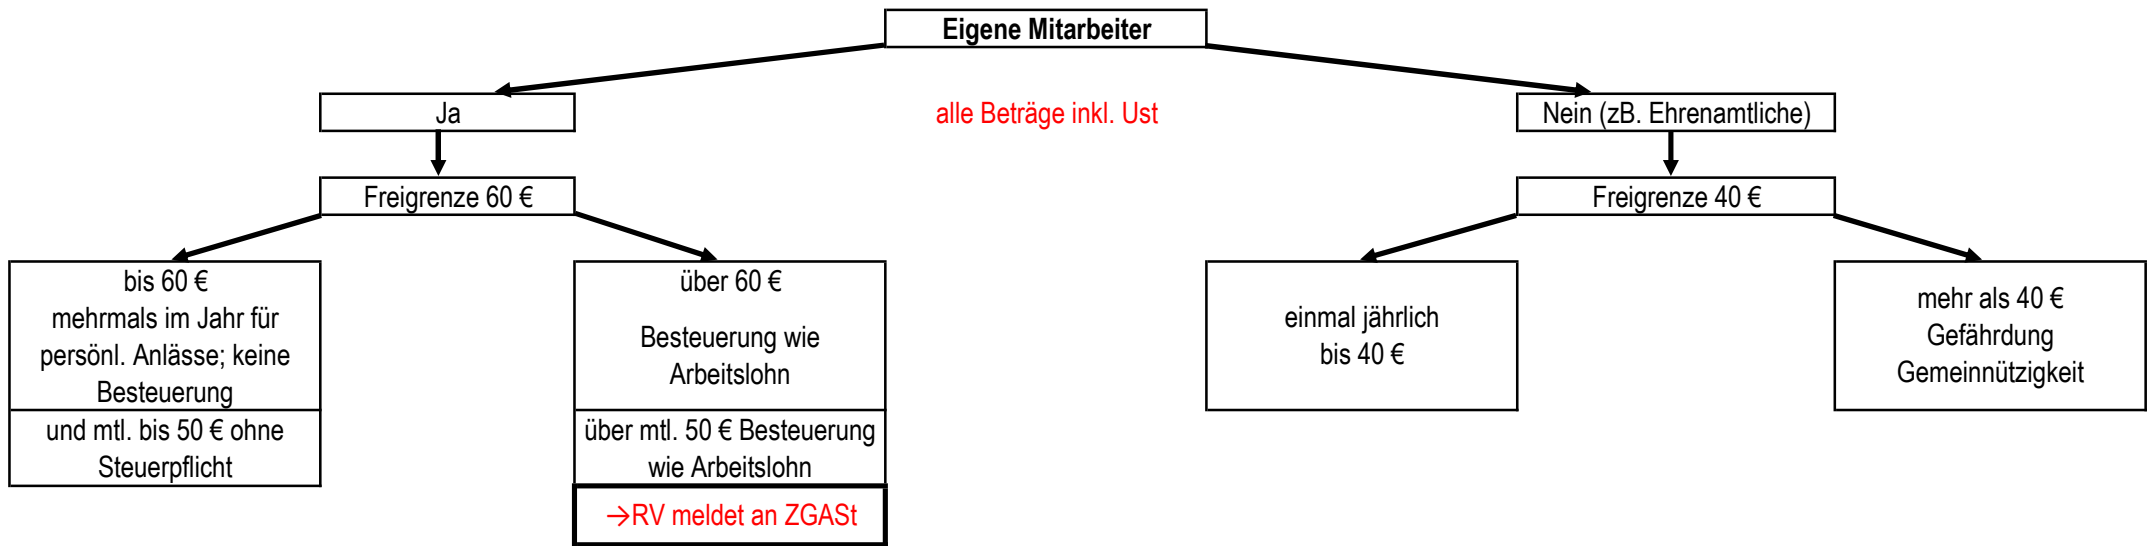 Eigene Mitarbeiter
Ja
alle Beträge inkl. Ust
Nein (zB. Ehrenamtliche)
Freigrenze 60 €
Freigrenze 40 €
bis 60 €
mehrmals im Jahr für
persönl. Anlässe; keine
Besteuerung
und mtl. bis 50 € ohne
Steuerpflicht
über 60 €
Besteuerung wie
Arbeitslohn
über mtl. 50 € Besteuerung
wie Arbeitslohn
→RV meldet an ZGASt
einmal jährlich
bis 40 €
mehr als 40 €
Gefährdung
Gemeinnützigkeit